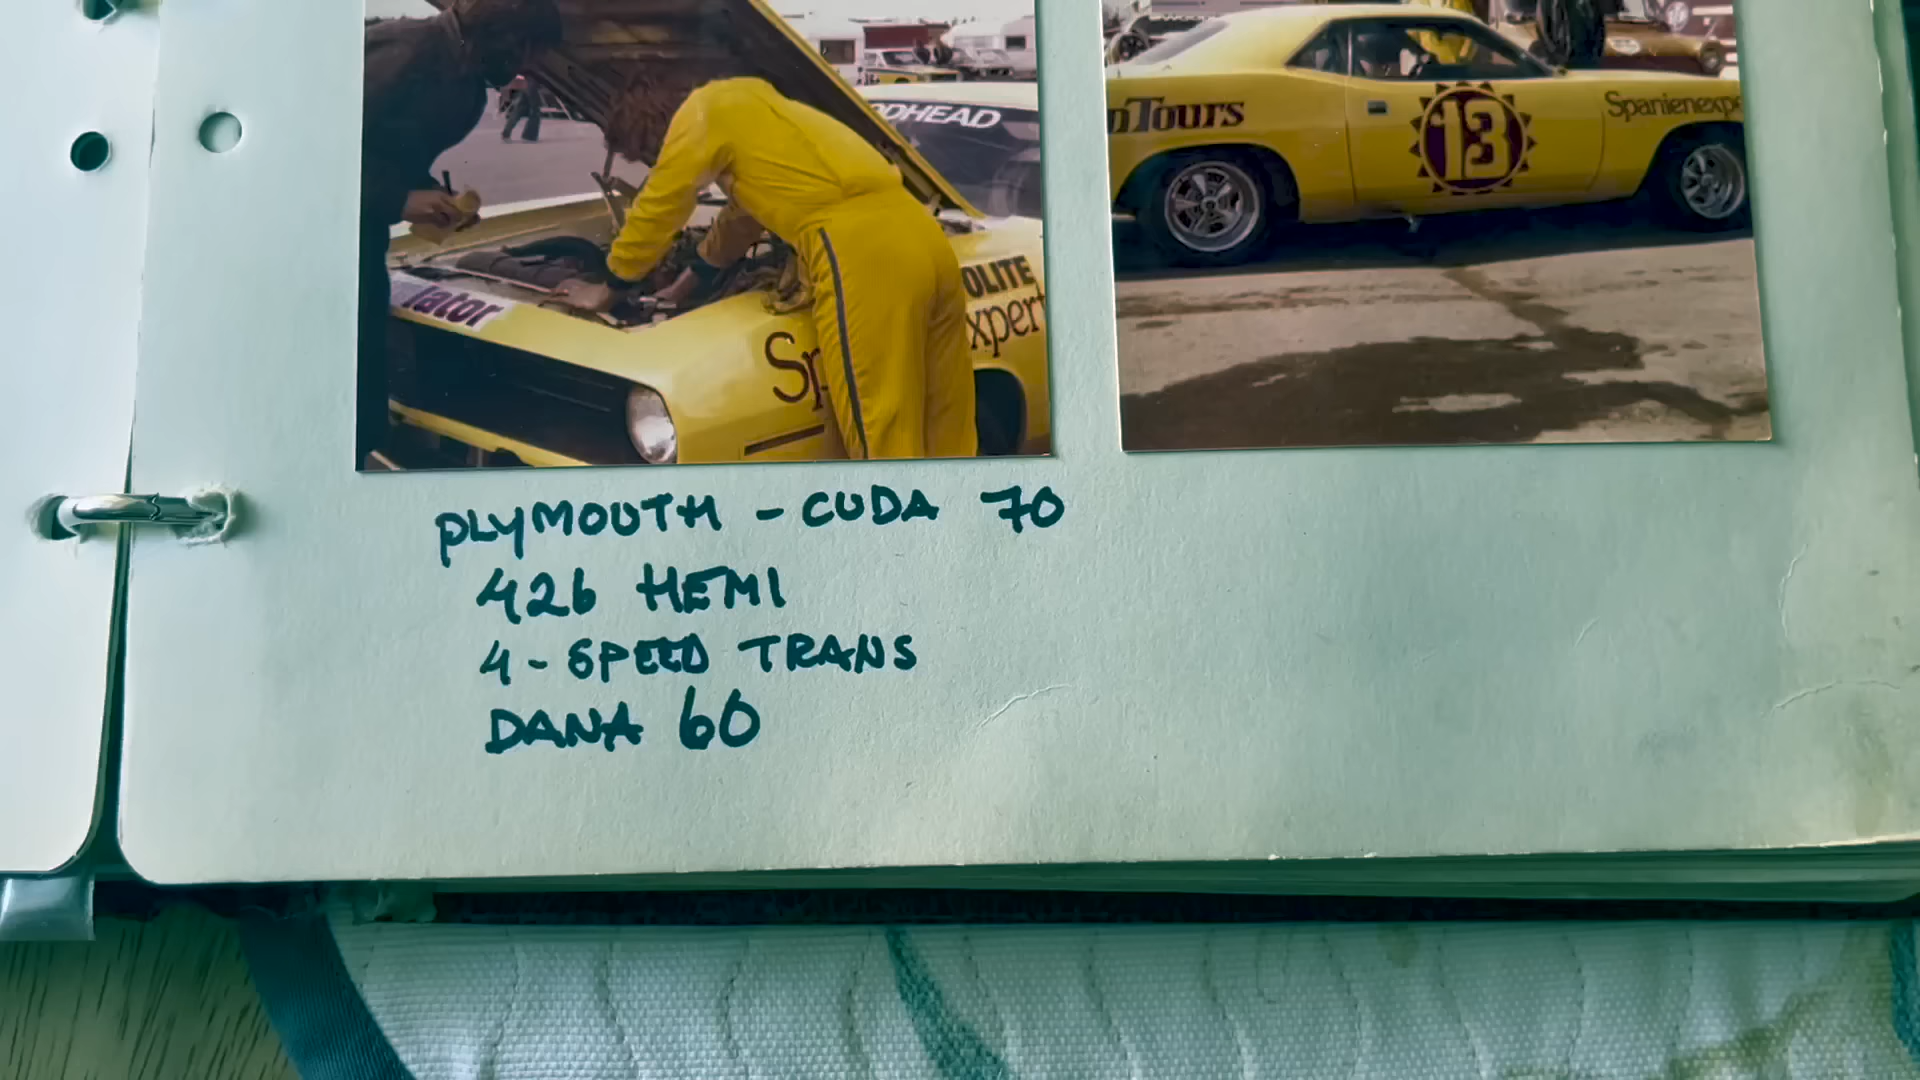 ODHEAD
lator
OLITE
xpert
Sp
nTours
13
Spanienexpe
PLYMOUTH - CUDA 70
426 HEMI
4-SPEED TRANS
DANA 60